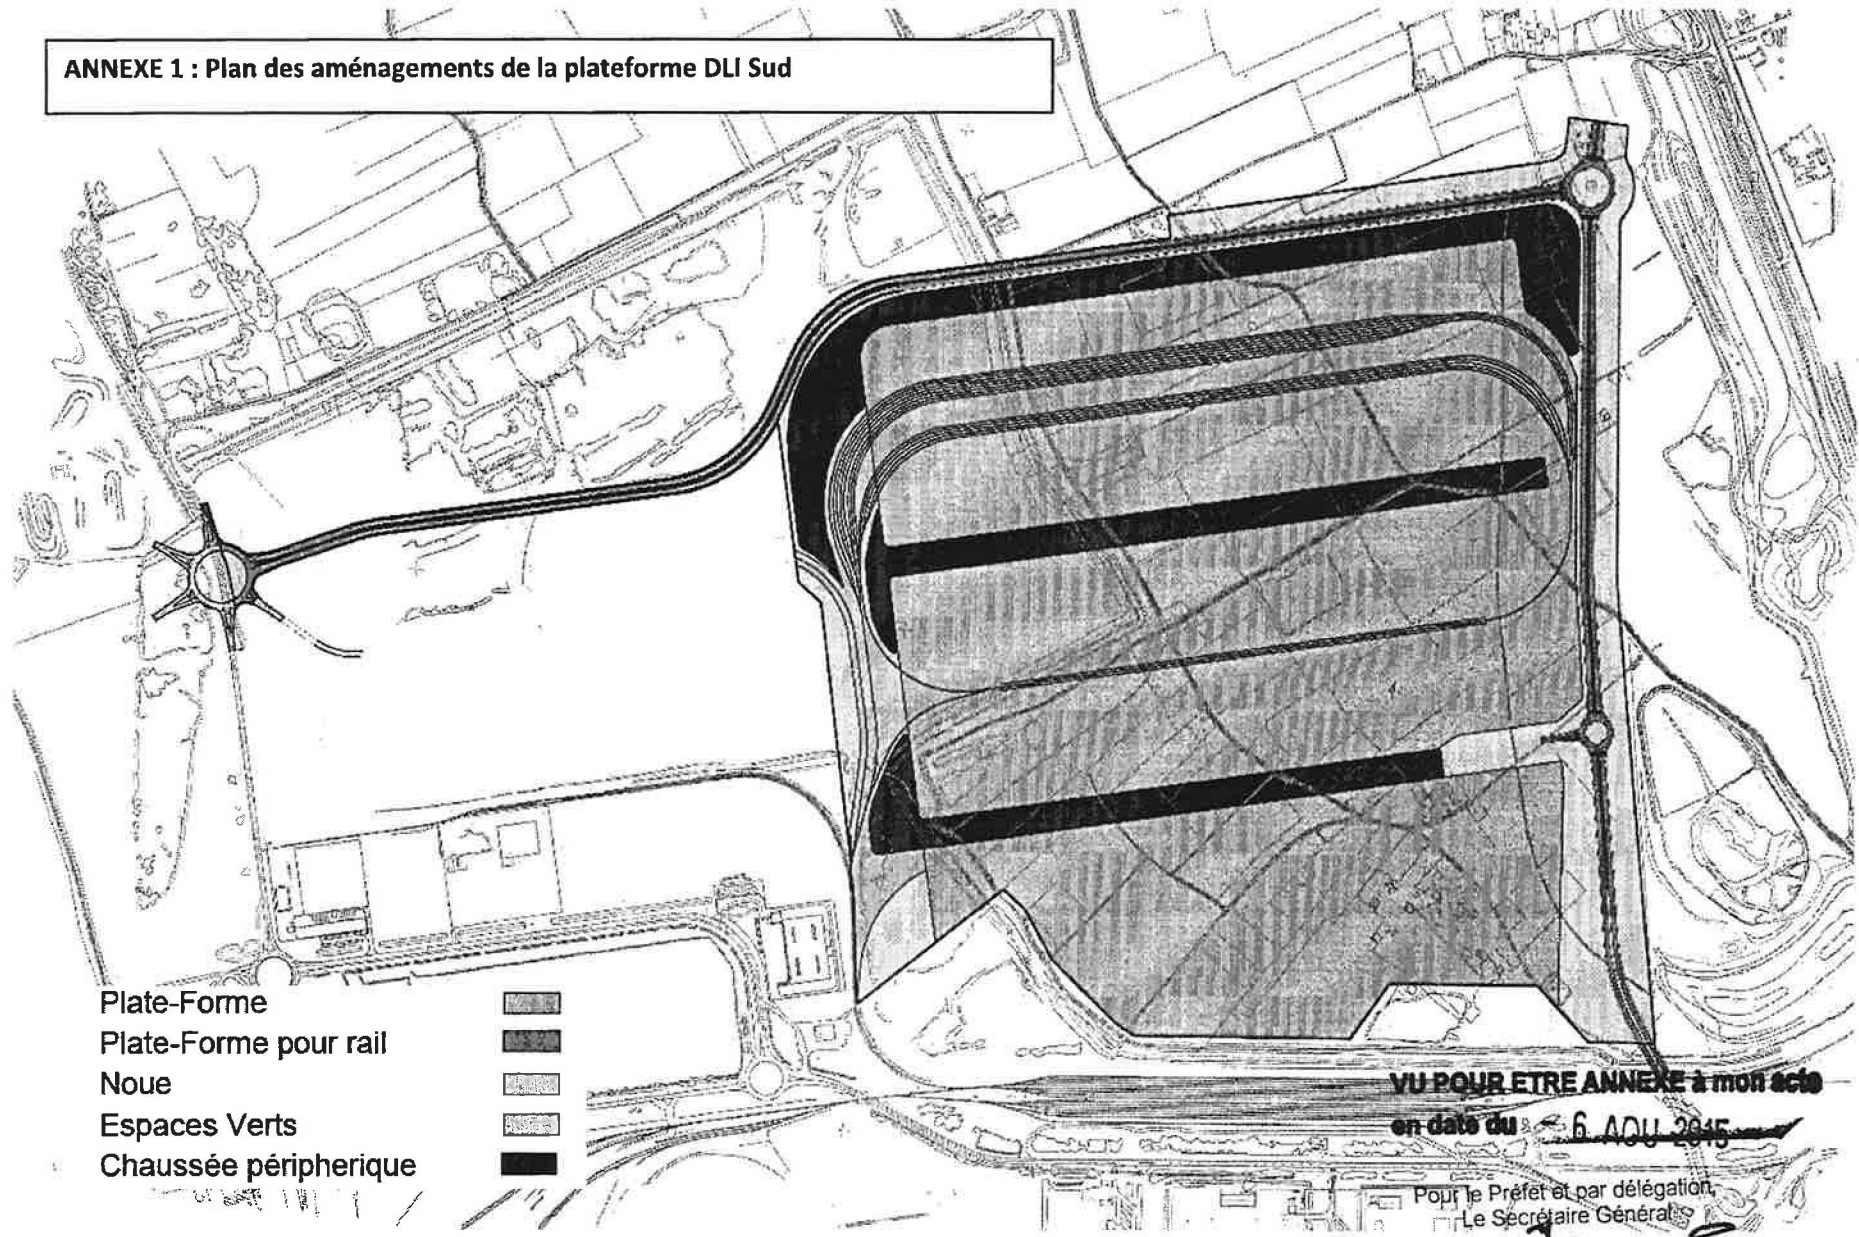 ANNEXE 1 : Plan des aménagements de la plateforme DLI Sud
Plate-Forme
Plate-Forme pour rail
Noue
Espaces Verts
Chaussée péripherique
VU POUR ETRE ANNEXE à mon acte
en date du - 6 AOU 2015
Pour le Préfet et par délégation,
Le Secrétaire Général